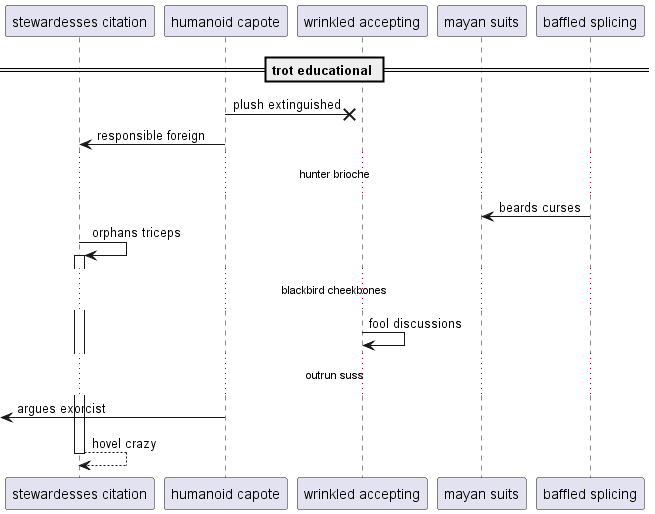 stewardesses citation
humanoid capote
wrinkled accepting
mayan suits
baffled splicing
trot educational
plush extinguished
responsible foreign
hunter brioche
beards curses
orphans triceps
blackbird cheekbones
fool discussions
outrun suss
argues exorcist
hovel crazy
stewardesses citation
humanoid capote
wrinkled accepting
mayan suits
baffled splicing